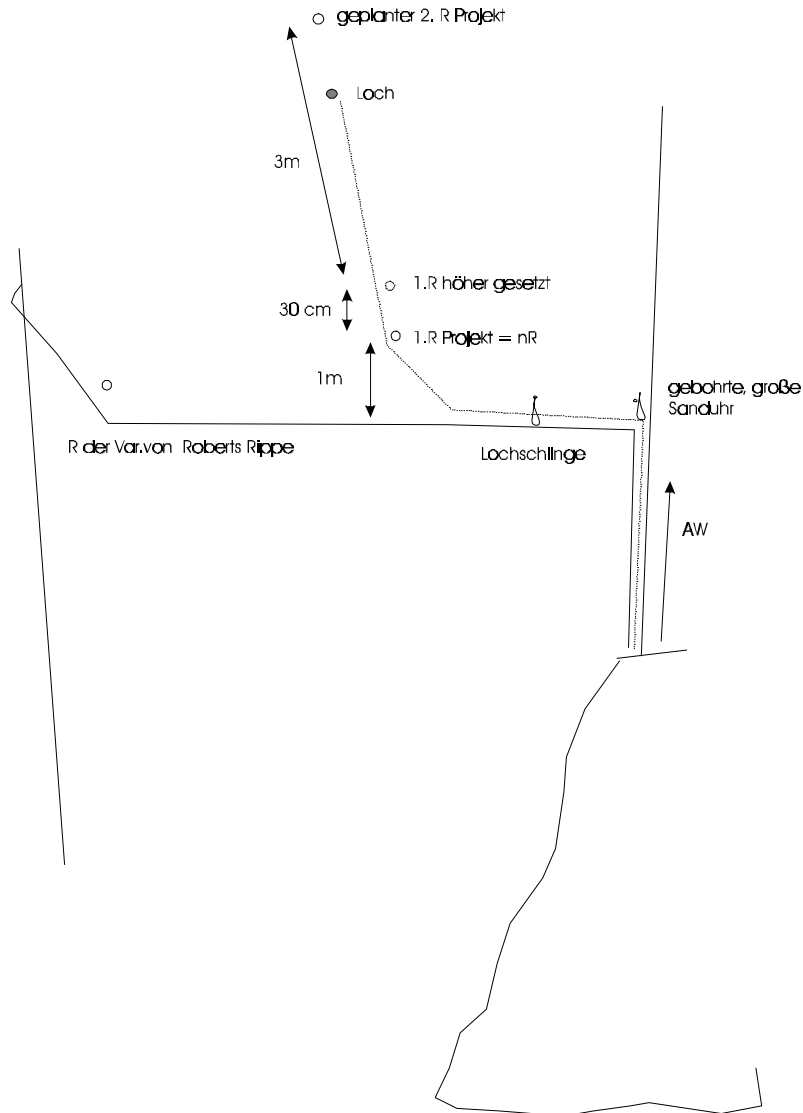 geplanter 2. R Projekt
Loch
3m
1.R höher gesetzt
30 cm
1.R Projekt = nR
1m
gebohrte, große
Sanduhr
R der Var.von Roberts Rippe
Lochschlinge
AW